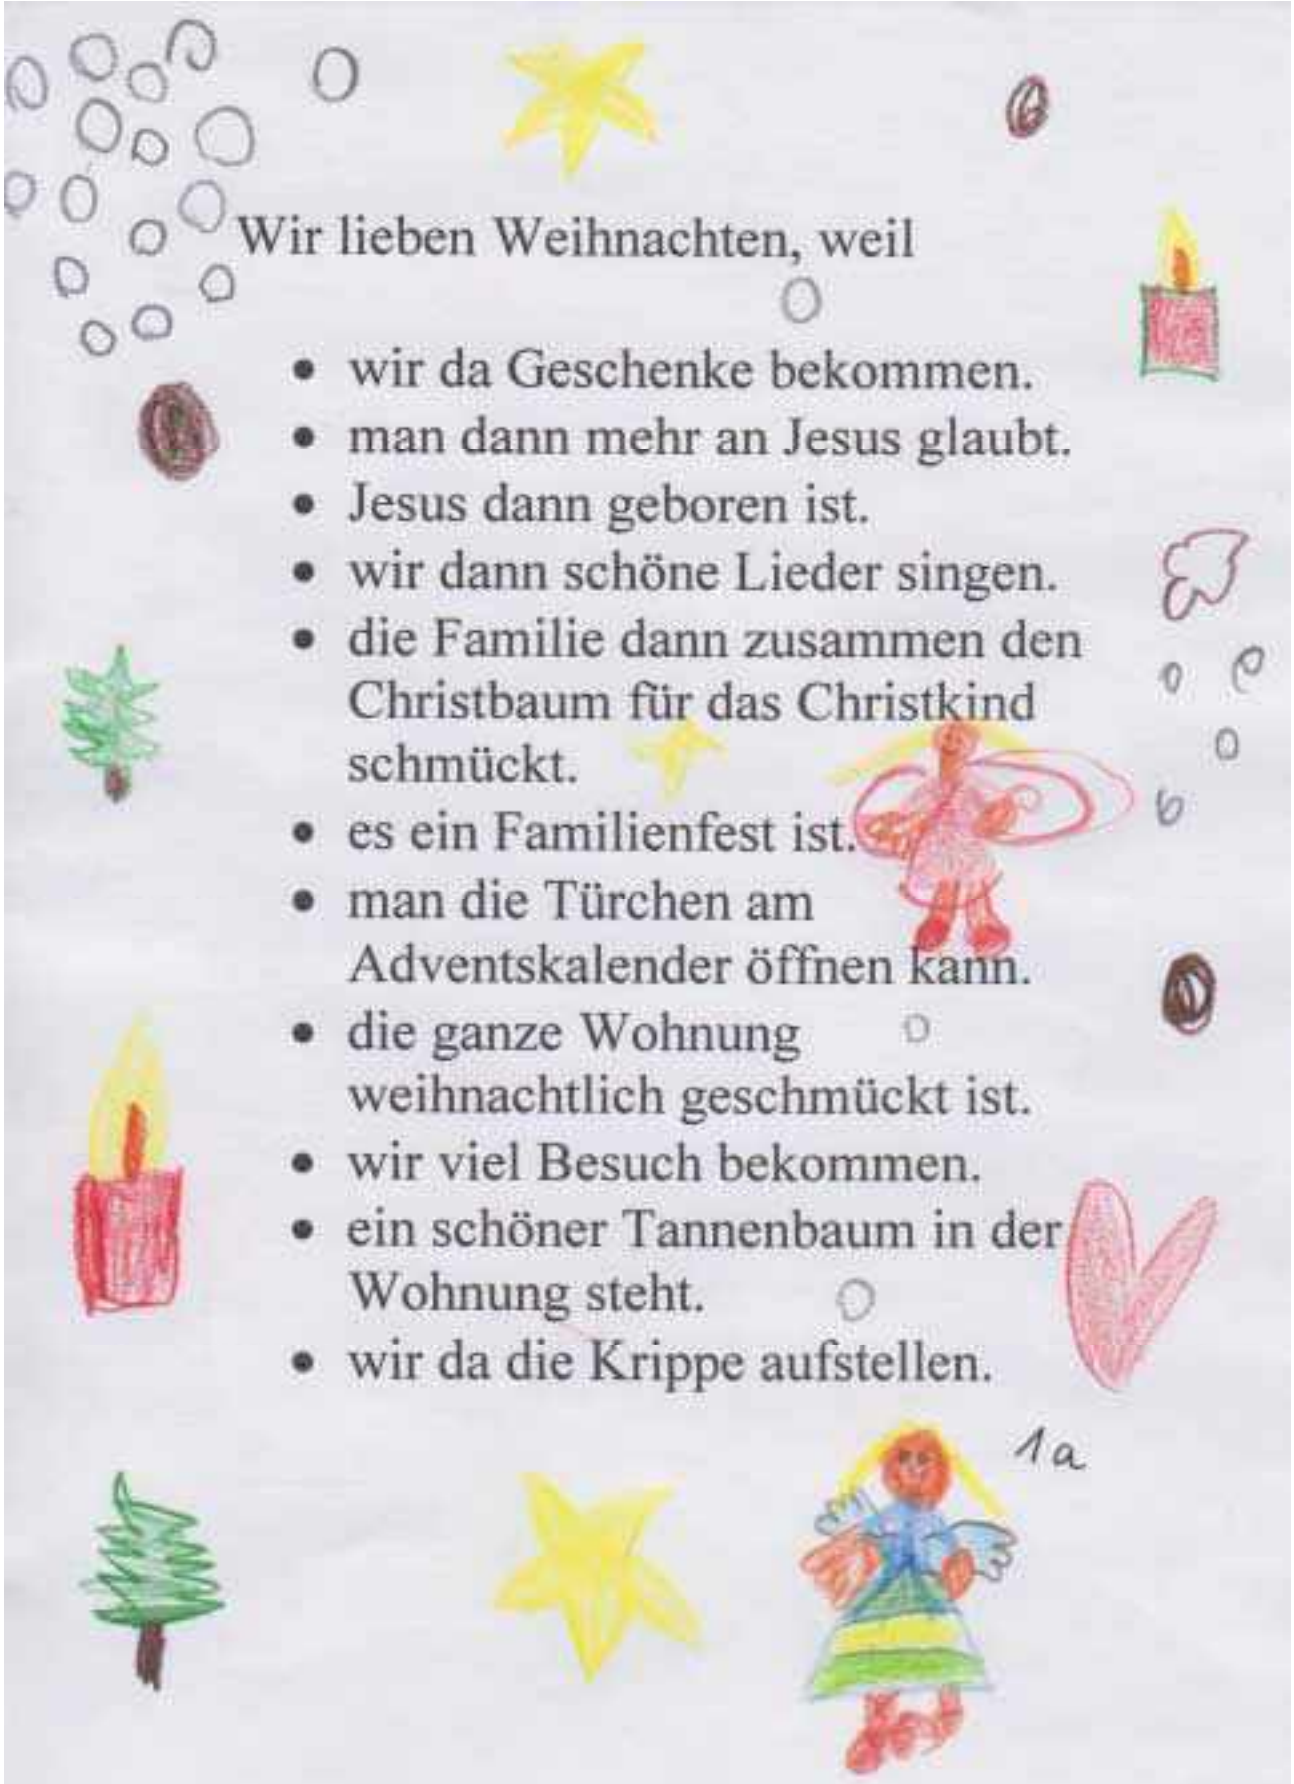 Wir lieben Weihnachten, weil
• wir da Geschenke bekommen.
• man dann mehr an Jesus glaubt.
• Jesus dann geboren ist.
• wir dann schöne Lieder singen.
• die Familie dann zusammen den
Christbaum für das Christkind
schmückt.
• es ein Familienfest ist.
• man die Türchen am
Adventskalender öffnen kann.
• die ganze Wohnung
weihnachtlich geschmückt ist.
• wir viel Besuch bekommen.
• ein schöner Tannenbaum in der
Wohnung steht.
• wir da die Krippe aufstellen.
1a